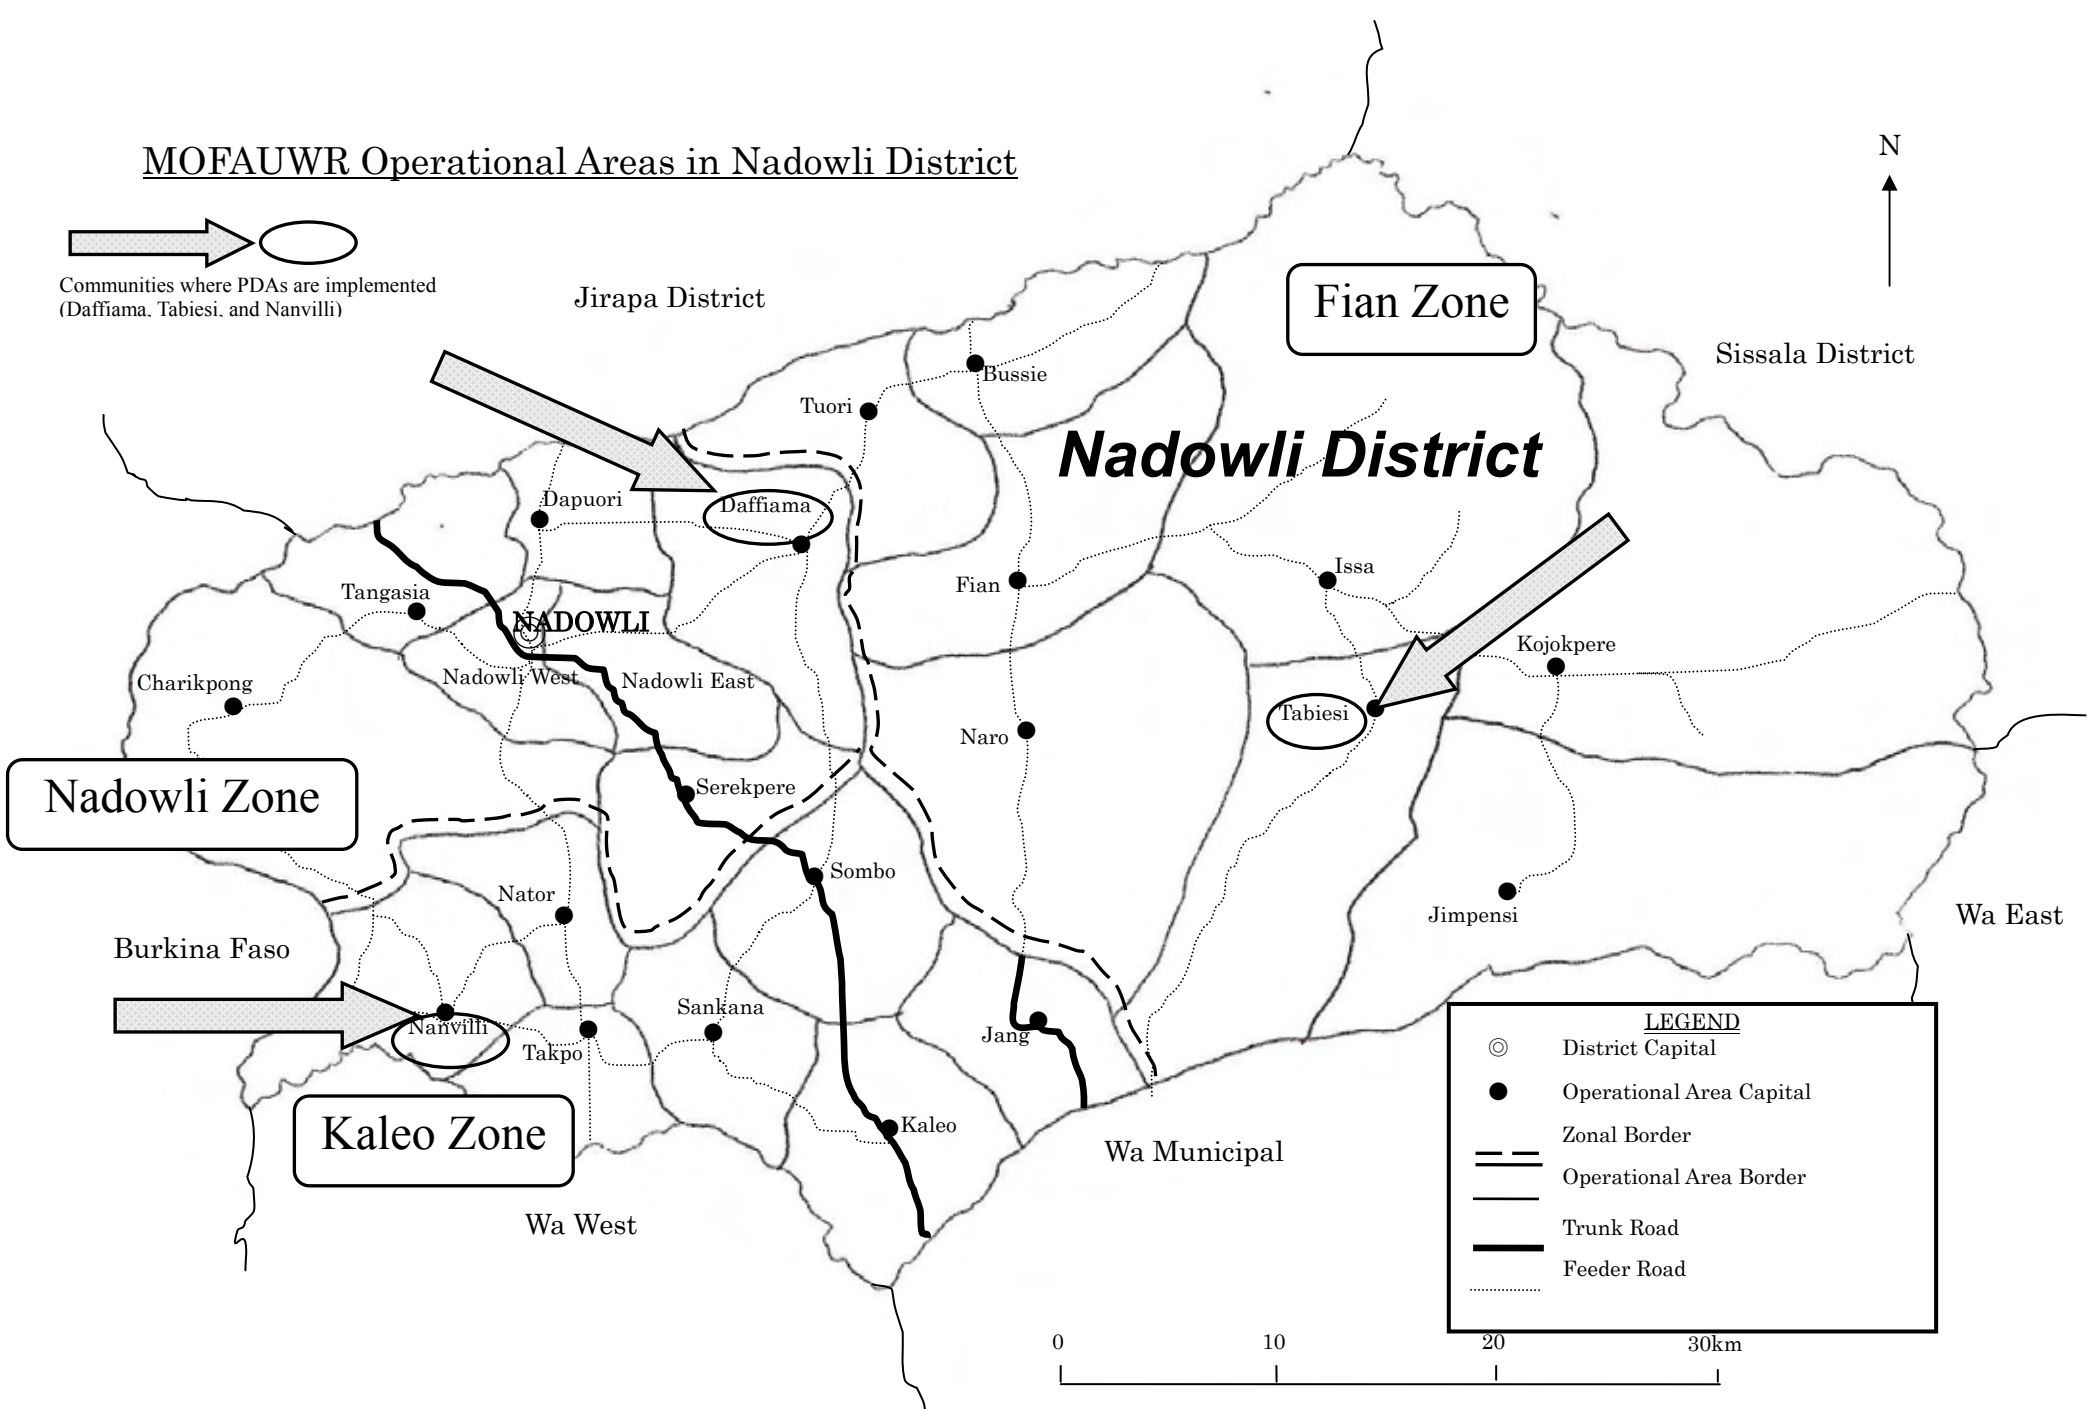 MOFAUWR Operational Areas in Nadowli District
N
Communities where PDAs are implemented
(Daffiama, Tabiesi, and Nanvilli)
Jirapa District
Fian Zone
Sissala District
Bussie
Tuori
Nadowli District
Dapuori
Daffiama
Issa
Fian
Tangasia
NADOWLI
Kojokpere
Nadowli West
Nadowli East
Charikpong
Tabiesi
Naro
Nadowli Zone
Serekpere
Sombo
Nator
Jimpensi
Wa East
Burkina Faso
Sankana
Nanvilli
Jang
Takpo
Kaleo Zone
Kaleo
Wa Municipal
Wa West
LEGEND
District Capital
Operational Area Capital
Zonal Border
Operational Area Border
Trunk Road
Feeder Road
0 10 20 30km